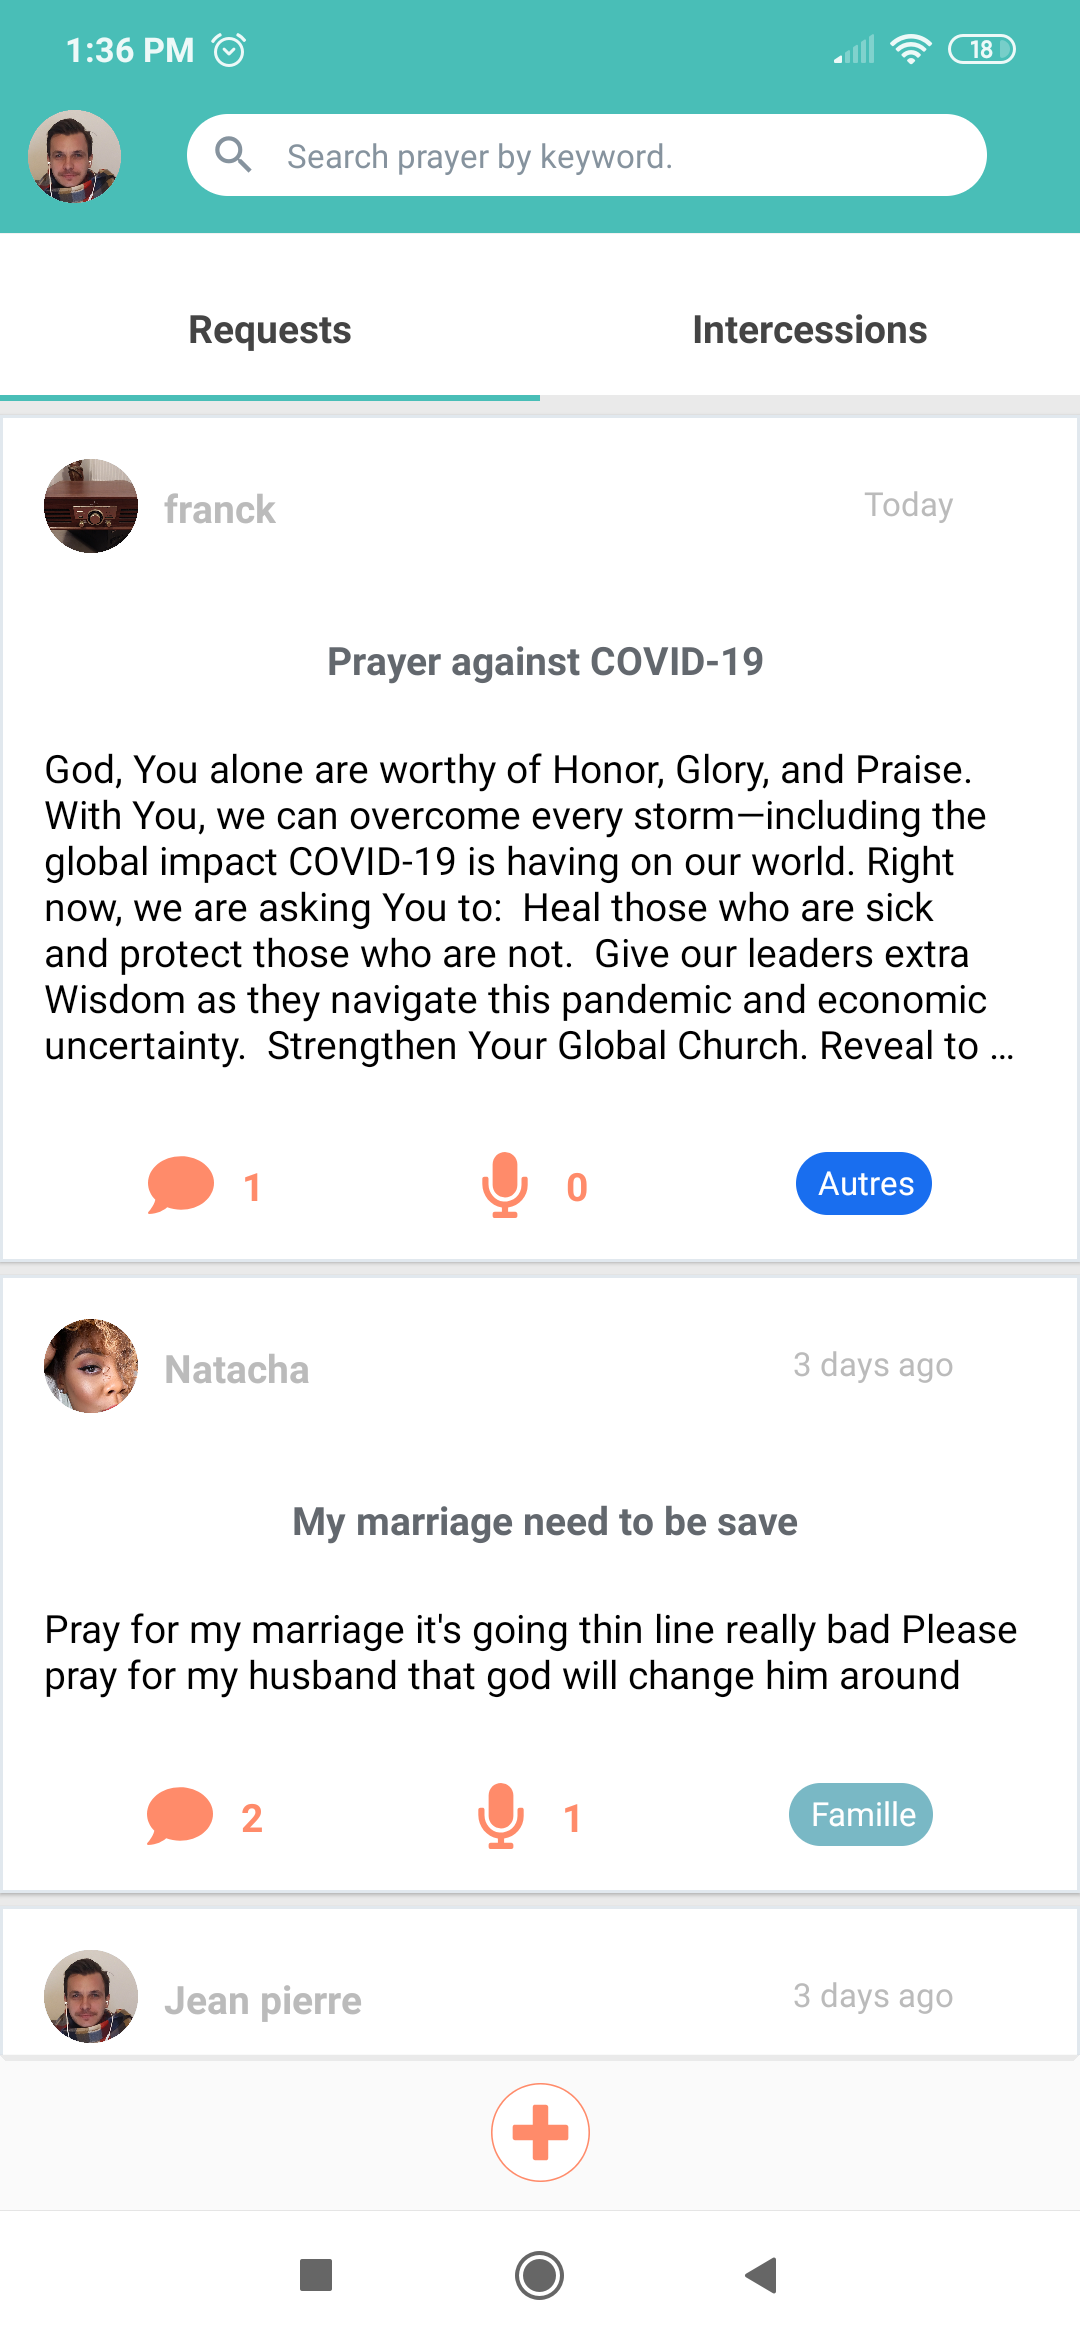 1:36 PM
18
Search prayer by keyword.
Requests Intercessions
franck Today
Prayer against COVID-19
God, You alone are worthy of Honor, Glory, and Praise.
With You, we can overcome every storm—including the
global impact COVID-19 is having on our world. Right
now, we are asking You to:  Heal those who are sick
and protect those who are not.  Give our leaders extra
Wisdom as they navigate this pandemic and economic
uncertainty.  Strengthen Your Global Church. Reveal to ...
1 0 Autres
Natacha 3 days ago
My marriage need to be save
Pray for my marriage it's going thin line really bad Please
pray for my husband that god will change him around
2 1 Famille
Jean pierre 3 days ago